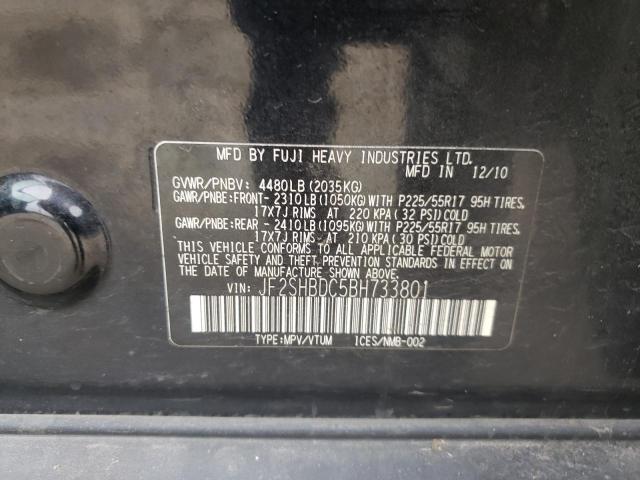 MFD BY FUJI HEAVY INDUSTRIES LTD.
MFD IN 12/10
GVWR/PNBV: 4480LB (2035KG)
GAWR/PNBE:FRONT- 2310LB (1050KG) WITH P225/55R17 95H TIRES,
17X7J RIMS AT 220 KPA (32 PSI) COLD
GAWR/PNBE:REAR - 2410LB (1095KG) WITH P225/55R17 95H TIRES,
17X7J RIMS AT 210 KPA (30 PSI) COLD
THIS VEHICLE CONFORMS TO ALL APPLICABLE FEDERAL MOTOR
VEHICLE SAFETY AND THEFT PREVENTION STANDARDS IN EFFECT ON
THE DATE OF MANUFACTURE SHOWN ABOVE.
VIN: JF2SHBDC5BH733801
TYPE:MPV/VTUM ICES/NMB-002